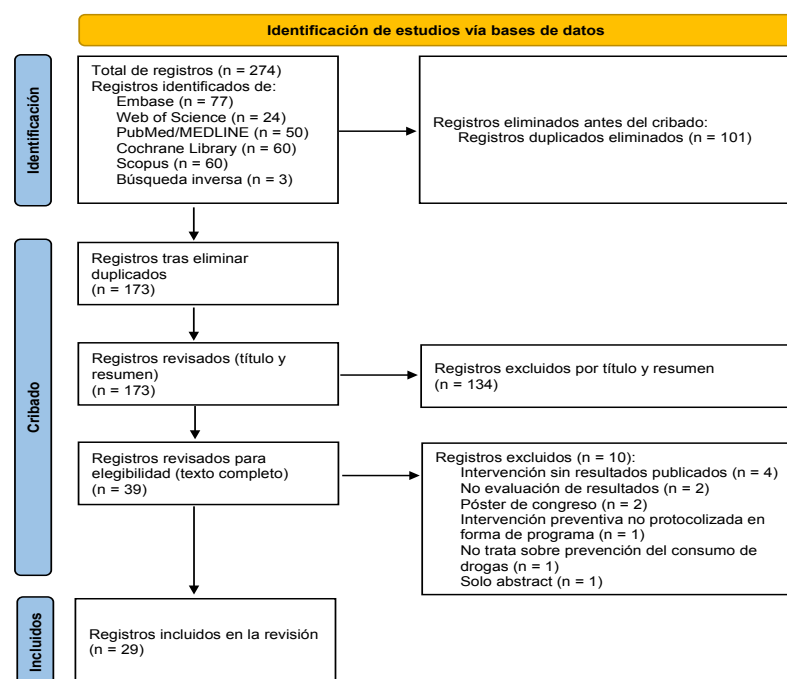 Identificación de estudios vía bases de datos
Identificación
Total de registros (n = 274)
Registros identificados de:
Embase (n = 77)
Web of Science (n = 24)
PubMed/MEDLINE (n = 50)
Cochrane Library (n = 60)
Scopus (n = 60)
Búsqueda inversa (n = 3)
Registros eliminados antes del cribado:
Registros duplicados eliminados (n = 101)
Cribado
Registros tras eliminar
duplicados
(n = 173)
Registros revisados (título y
resumen)
(n = 173)
Registros excluidos por título y resumen
(n = 134)
Registros revisados para
elegibilidad (texto completo)
(n = 39)
Registros excluidos (n = 10):
Intervención sin resultados publicados (n = 4)
No evaluación de resultados (n = 2)
Póster de congreso (n = 2)
Intervención preventiva no protocolizada en
forma de programa (n = 1)
No trata sobre prevención del consumo de
drogas (n = 1)
Solo abstract (n = 1)
Incluidos
Registros incluidos en la revisión
(n = 29)